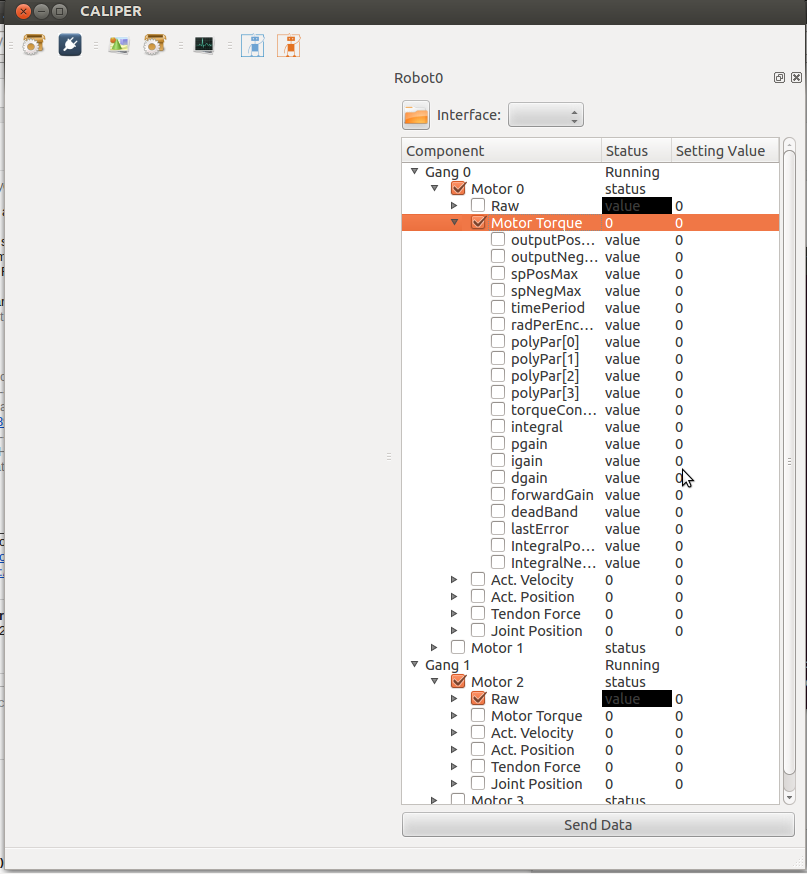 CALIPER
Robot0
Interface:
Component Status Setting Value
Gang 0 Running
Motor 0 status
Raw value 0
Motor Torque 0 0
outputPos... value 0
outputNeg... value 0
spPosMax value 0
spNegMax value 0
timePeriod value 0
radPerEnc... value 0
polyPar[0] value 0
polyPar[1] value 0
polyPar[2] value 0
polyPar[3] value 0
torqueCon... value 0
integral value 0
pgain value 0
igain value 0
dgain value 0
forwardGain value 0
deadBand value 0
lastError value 0
IntegralPo... value 0
IntegralNe... value 0
Act. Velocity 0 0
Act. Position 0 0
Tendon Force 0 0
Joint Position 0 0
Motor 1 status
Gang 1 Running
Motor 2 status
Raw value 0
Motor Torque 0 0
Act. Velocity 0 0
Act. Position 0 0
Tendon Force 0 0
Joint Position 0 0
Motor 3 status
Send Data